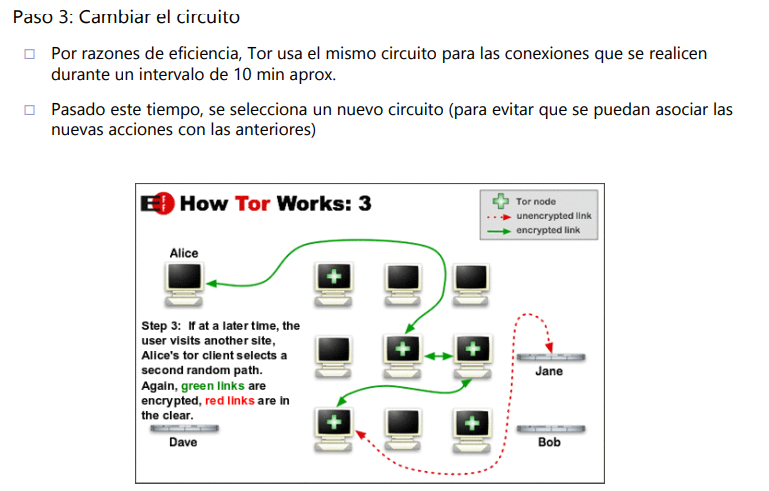 Paso 3: Cambiar el circuito
Por razones de eficiencia, Tor usa el mismo circuito para las conexiones que se realicen
durante un intervalo de 10 min aprox.
Pasado este tiempo, se selecciona un nuevo circuito (para evitar que se puedan asociar las
nuevas acciones con las anteriores)
EFF How Tor Works: 3
Tor node
unencrypted link
encrypted link
Alice
Step 3: If at a later time, the
user visits another site,
Alice's tor client selects a
second random path.
Again, green links are
encrypted, red links are in
the clear.
Jane
Dave
Bob